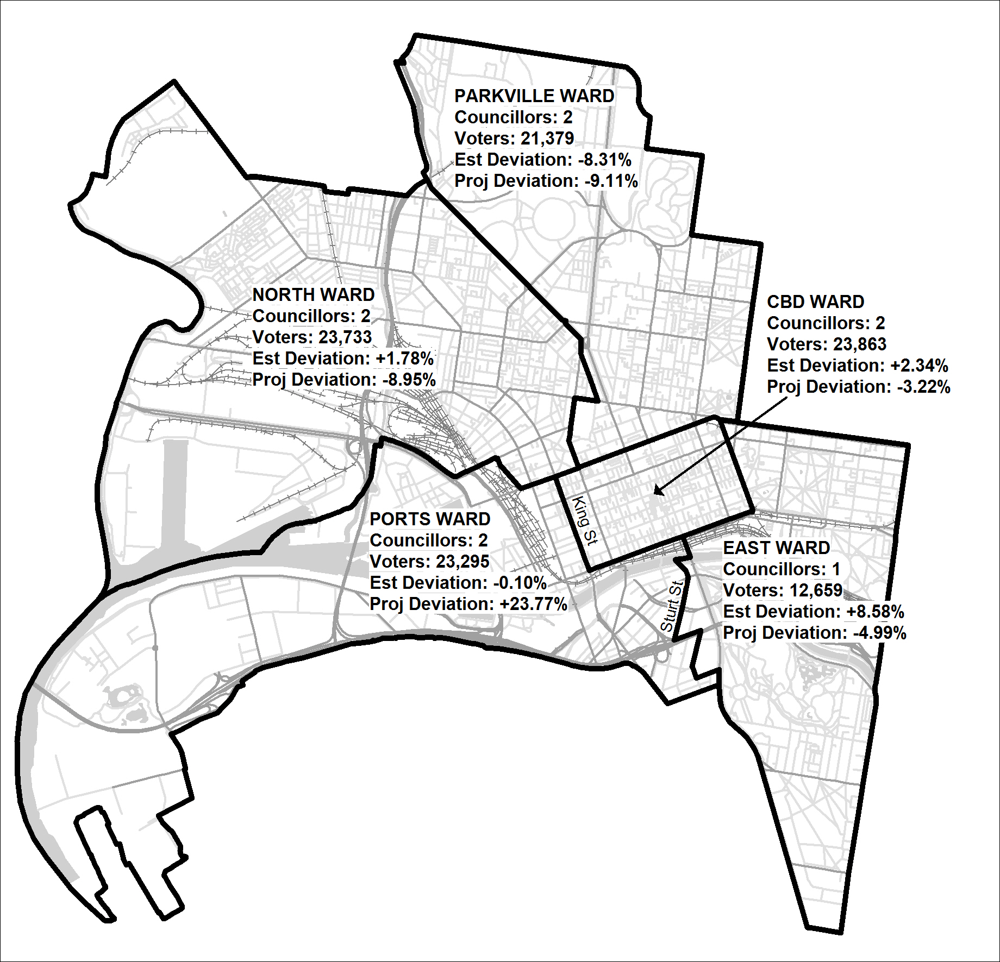 PARKVILLE WARD
Councillors: 2
Voters: 21,379
Est Deviation: -8.31%
Proj Deviation: -9.11%
NORTH WARD
Councillors: 2
Voters: 23,733
Est Deviation: +1.78%
Proj Deviation: -8.95%
CBD WARD
Councillors: 2
Voters: 23,863
Est Deviation: +2.34%
Proj Deviation: -3.22%
King St
PORTS WARD
Councillors: 2
Voters: 23,295
Est Deviation: -0.10%
Proj Deviation: +23.77%
Sturt St
EAST WARD
Councillors: 1
Voters: 12,659
Est Deviation: +8.58%
Proj Deviation: -4.99%